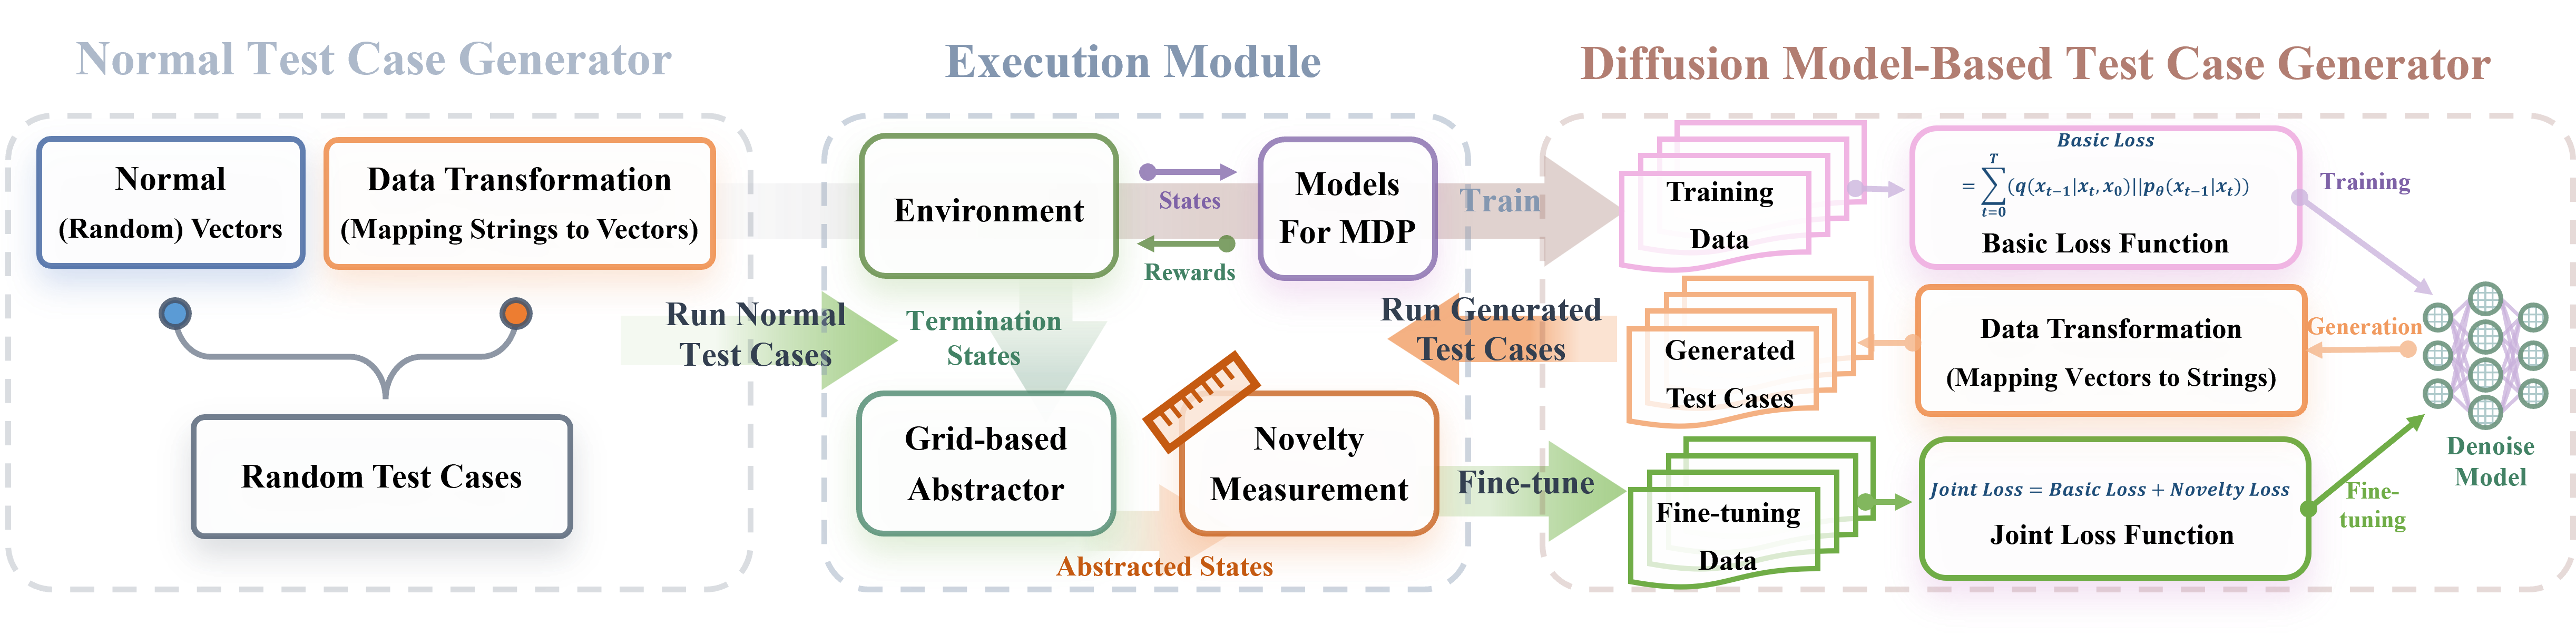 Normal Test Case Generator
Normal
(Random) Vectors
Data Transformation
(Mapping Strings to Vectors)
Random Test Cases
Run Normal
Test Cases
Execution Module
Environment
States
Rewards
Models
For MDP
Termination
States
Grid-based
Abstractor
Novelty
Measurement
Abstracted States
Train
Run Generated
Test Cases
Fine-tune
Diffusion Model-Based Test Case Generator
Training
Data
Basic Loss
= \sum_{t=0}^{T} (q(x_{t-1}|x_t, x_0)||p_θ(x_{t-1}|x_t))
Basic Loss Function
Training
Generated
Test Cases
Data Transformation
(Mapping Vectors to Strings)
Generation
Denoise
Model
Fine-tuning
Data
Joint Loss = Basic Loss + Novelty Loss
Joint Loss Function
Fine-
tuning